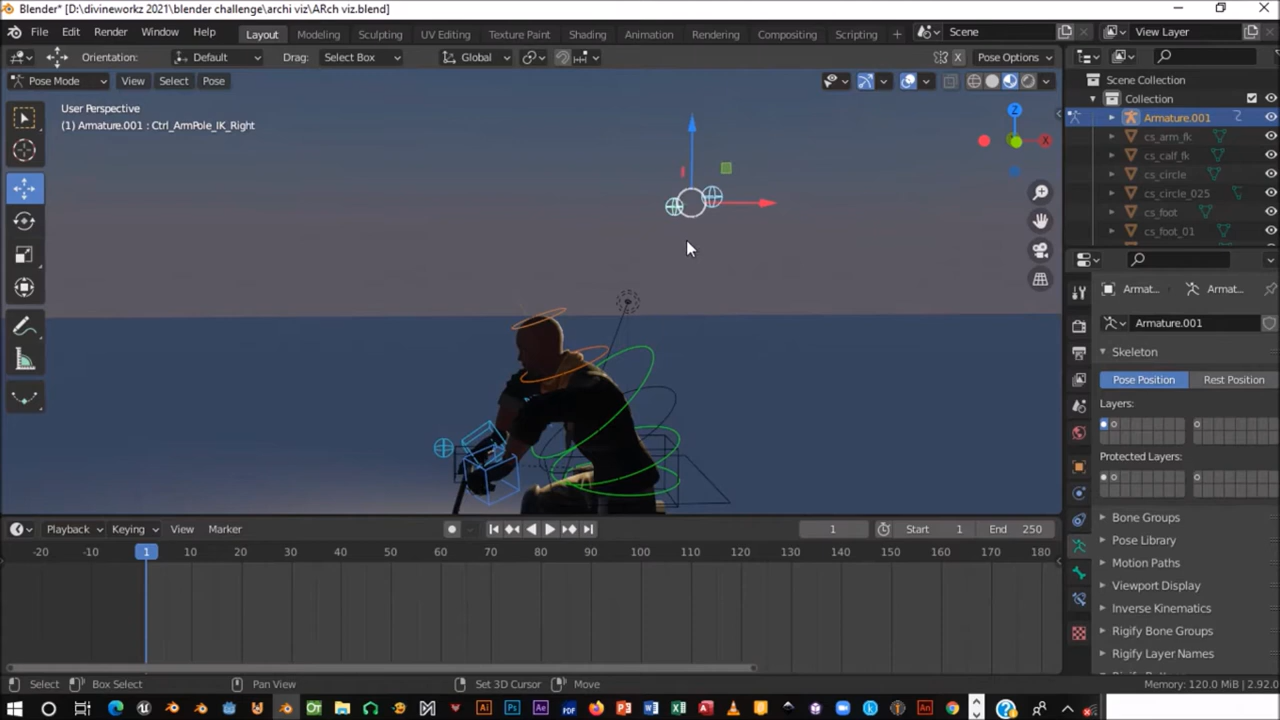 Blender* [D:\divineworkz 2021\blender challenge\archi viz\ARch viz.blend]
File Edit Render Window Help Layout Modeling Sculpting UV Editing Texture Paint Shading Animation Rendering Compositing Scripting + Scene View Layer
Orientation: Default Drag: Select Box Global X Pose Options
Pose Mode View Select Pose
User Perspective
(1) Armature.001 : Ctrl_ArmPole_IK_Right
Z
X
Scene Collection
Collection
Armature.001
cs_arm_fk
cs_calf_fk
cs_circle
cs_circle_025
cs_foot
cs_foot_01
Armat... Armat...
Armature.001
Skeleton
Pose Position Rest Position
Layers:
Protected Layers:
Bone Groups
Pose Library
Motion Paths
Viewport Display
Inverse Kinematics
Rigify Bone Groups
Rigify Layer Names
Playback Keying View Marker 1 Start 1 End 250
-20 -10 1 10 20 30 40 50 60 70 80 90 100 110 120 130 140 150 160 170 180
Select Box Select Pan View Set 3D Cursor Move Memory: 120.0 MiB | 2.92.0